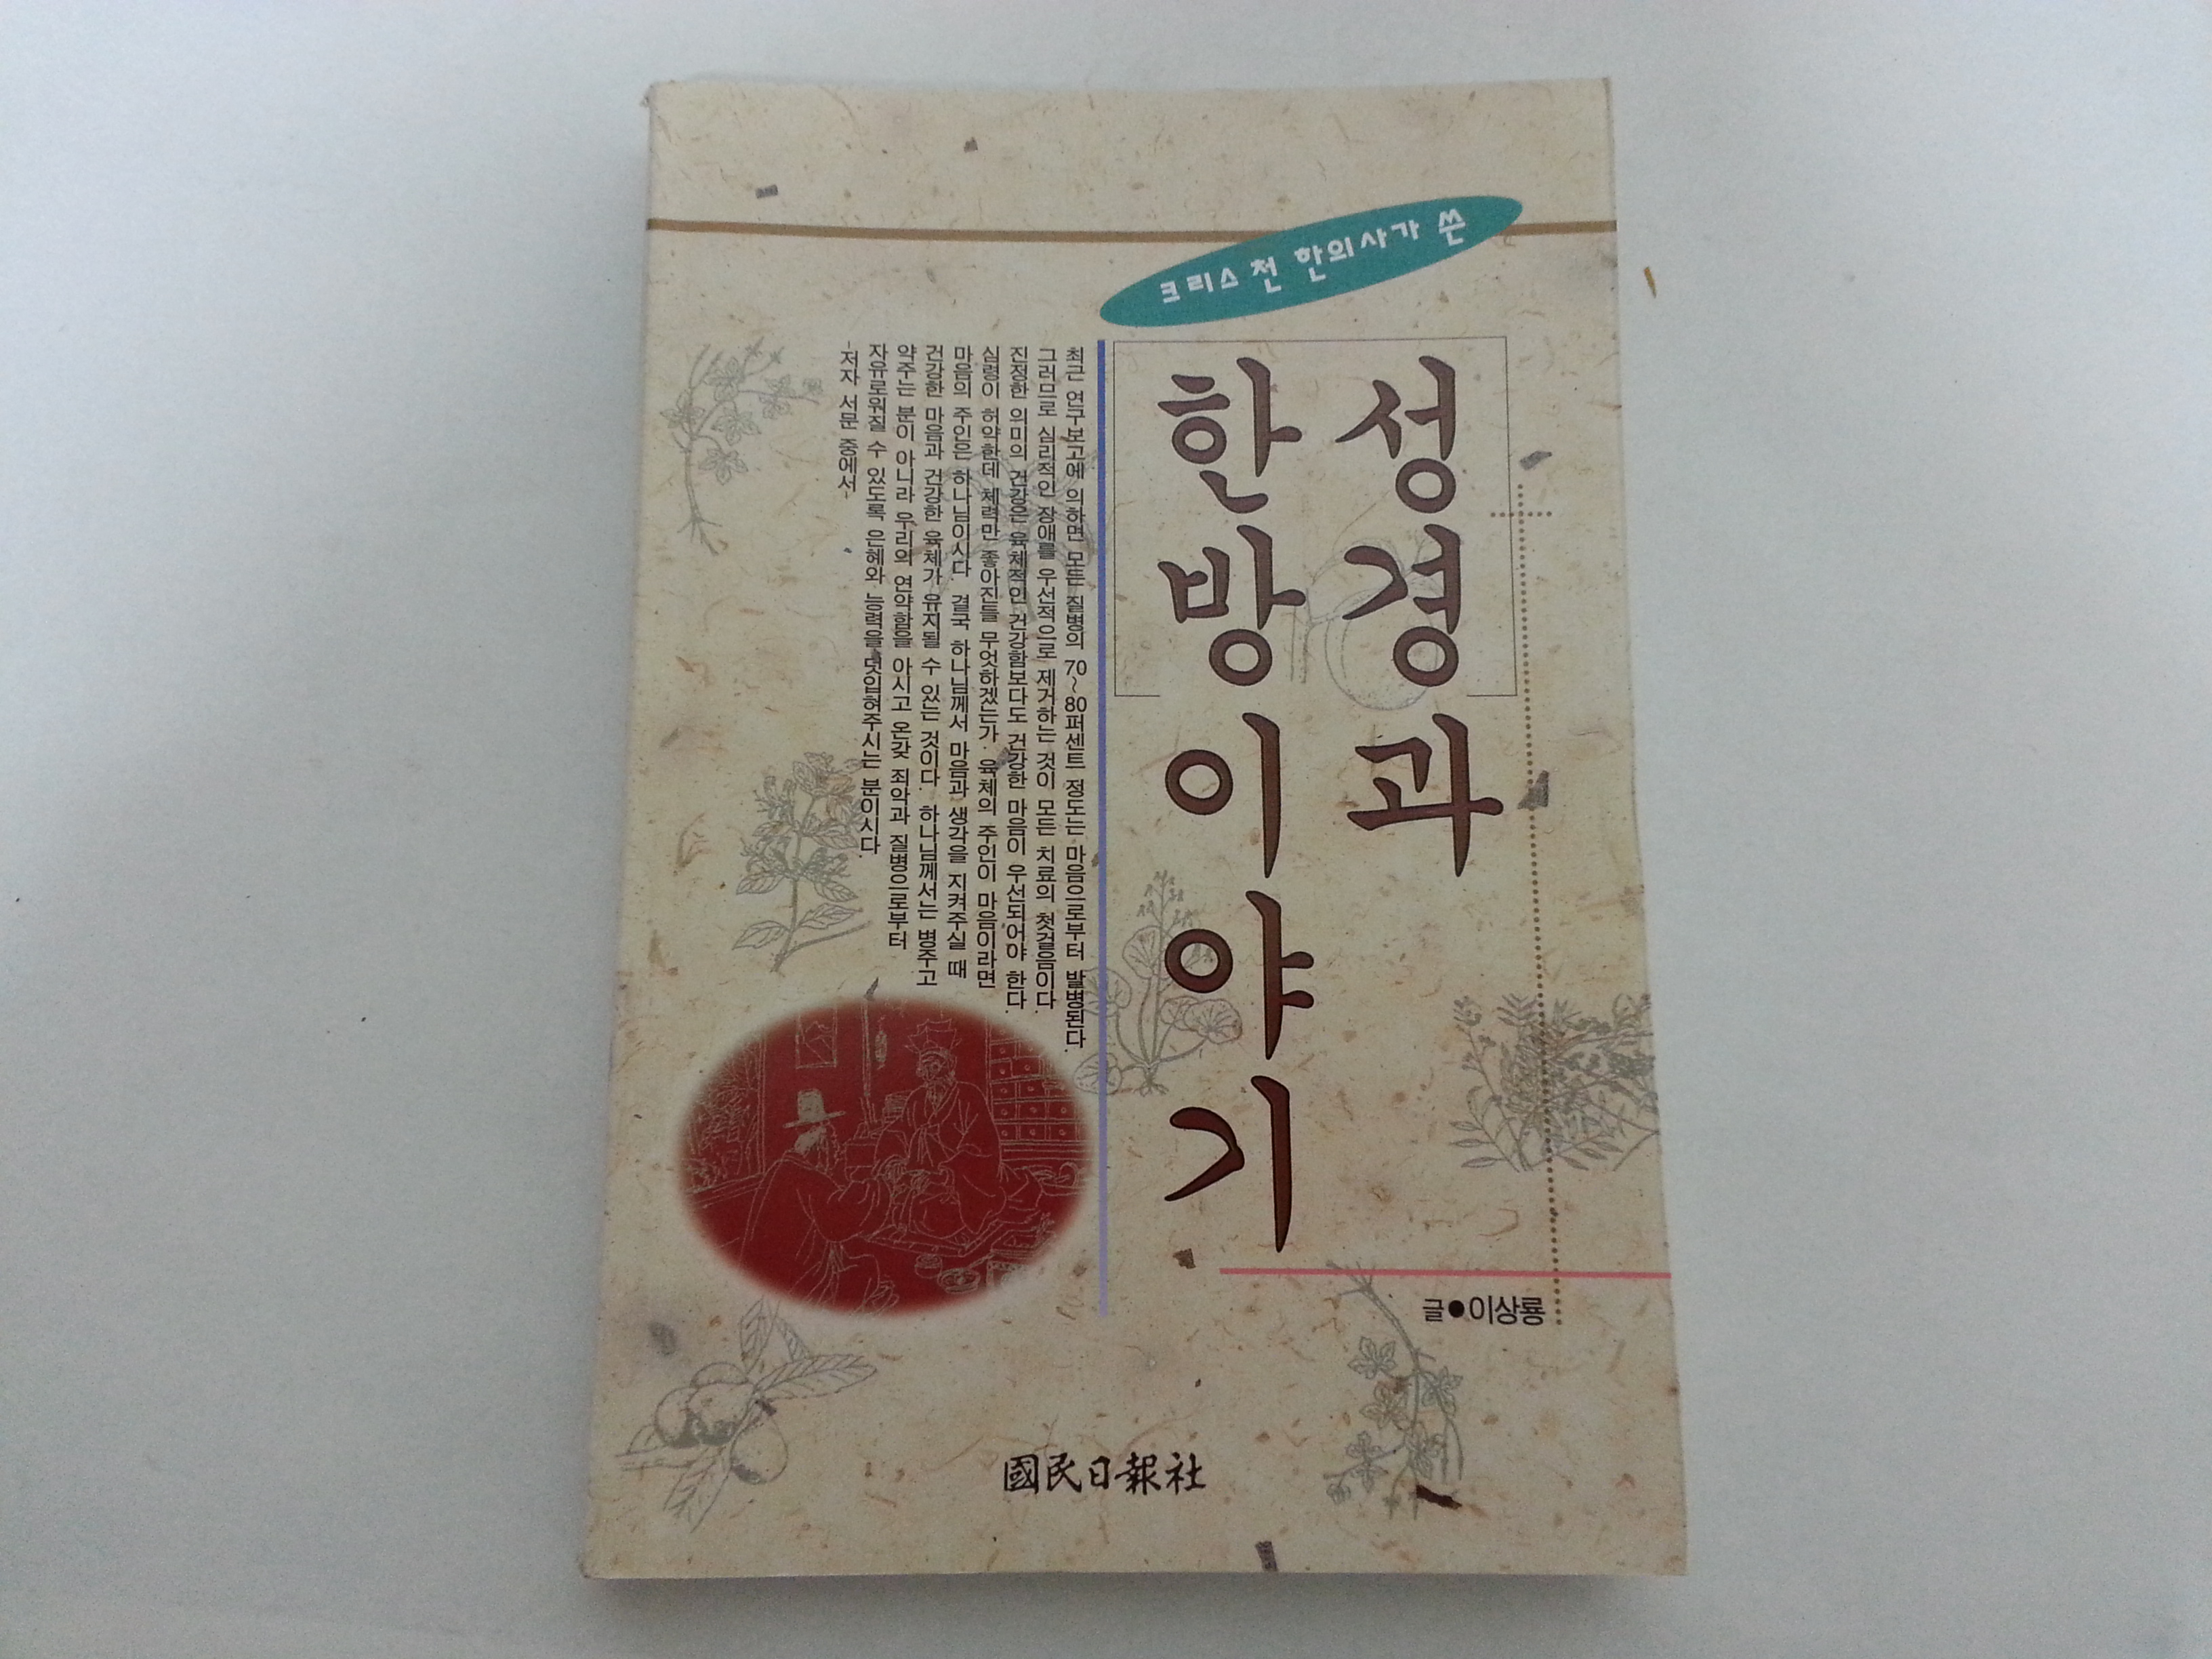 크리스천 한의사가 쓴
성경과
한방이야기
최근 연구보고에 의하면 모든 질병의 70~80퍼센트 정도는 마음으로부터 발병된다.
그러므로 심리적인 장애를 우선적으로 제거하는 것이 모든 치료의 첫걸음이다.
진정한 의미의 건강은 육체적인 건강함보다도 건강한 마음이 우선되어야 한다.
심령이 허약한데 체력만 좋아진들 무엇하겠는가. 육체의 주인이 마음이라면
마음의 주인은 하나님이시다. 결국 하나님께서 마음과 생각을 지켜주실 때
건강한 마음과 건강한 육체가 유지될 수 있는 것이다. 하나님께서는 병주고
약주는 분이 아니라 우리의 연약함을 아시고 온갖 죄악과 질병으로부터
자유로워질 수 있도록 은혜와 능력을 덧입혀주시는 분이시다.
-저자 서문 중에서-
글●이상룡
國民日報社